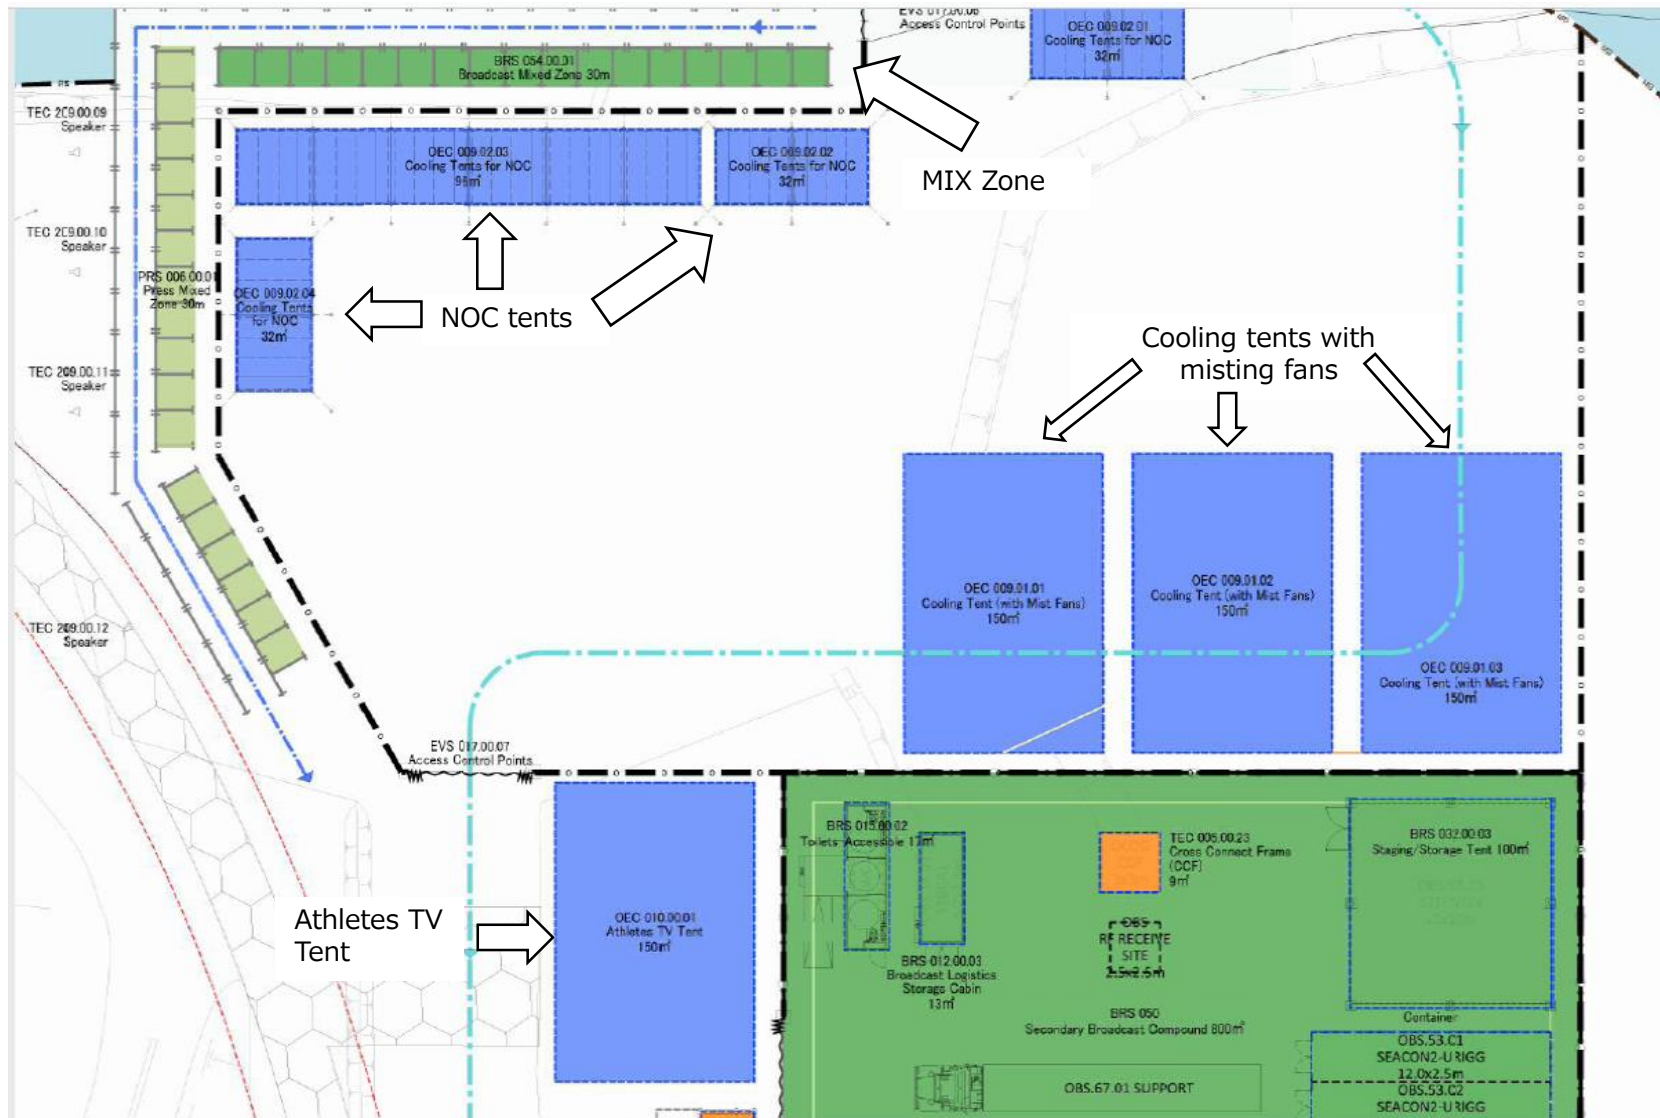 EVS 017.00.06
Access Control Points
OEC 009.02.01
Cooling Tents for NOC
32㎡
BRS 054.00.01
Broadcast Mixed Zone 30m
TEC 209.00.09
Speaker
OEC 009.02.03
Cooling Tents for NOC
96㎡
OEC 009.02.02
Cooling Tents for NOC
32㎡
MIX Zone
TEC 209.00.10
Speaker
PRS 006.00.01
Press Mixed
Zone 30m
OEC 009.02.04
Cooling Tents
for NOC
32㎡
NOC tents
Cooling tents with
misting fans
TEC 209.00.11
Speaker
OEC 009.01.01
Cooling Tent (with Mist Fans)
150㎡
OEC 009.01.02
Cooling Tent (with Mist Fans)
150㎡
OEC 009.01.03
Cooling Tent (with Mist Fans)
150㎡
TEC 209.00.12
Speaker
EVS 017.00.07
Access Control Points
Athletes TV
Tent
OEC 010.00.01
Athletes TV Tent
150㎡
BRS 015.00.02
Toilets-Accessible 17㎡
TEC 005.00.23
Cross Connect Frame
(CCF)
9㎡
BRS 032.00.03
Staging/Storage Tent 100㎡
OBS
RF RECEIVE
SITE
2.5x2.5m
BRS 012.00.03
Broadcast Logistics
Storage Cabin
13㎡
BRS 050
Secondary Broadcast Compound 800㎡
Container
OBS.53.C1
SEACON2-URIGG
12.0x2.5m
OBS.53.C2
SEACON2-URIGG
OBS.67.01 SUPPORT